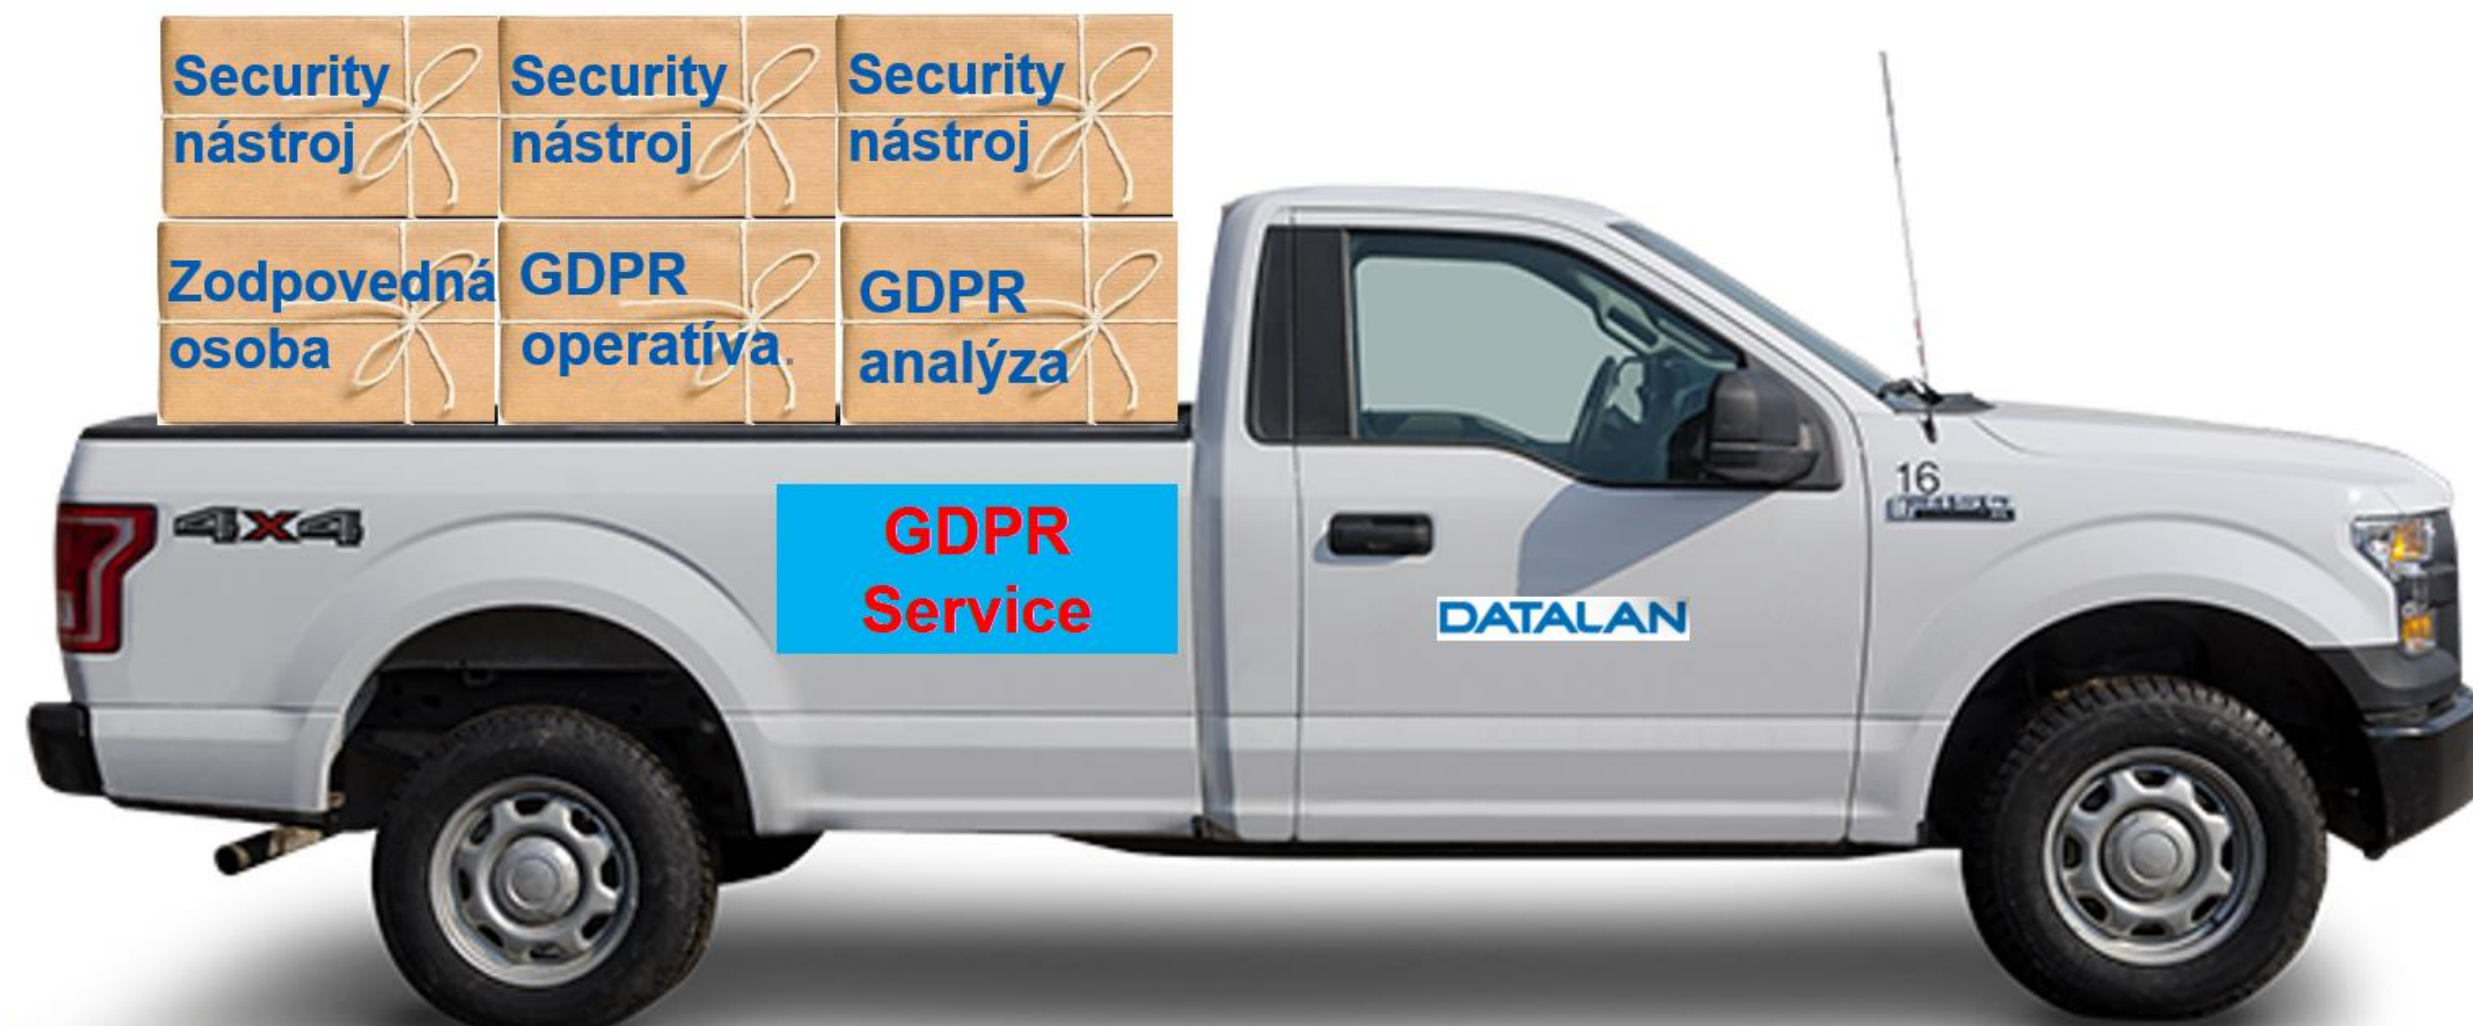 Security
nástroj
Security
nástroj
Security
nástroj
Zodpovedná
osoba
GDPR
operatíva.
GDPR
analýza
4x4
GDPR
Service
DATALAN
16